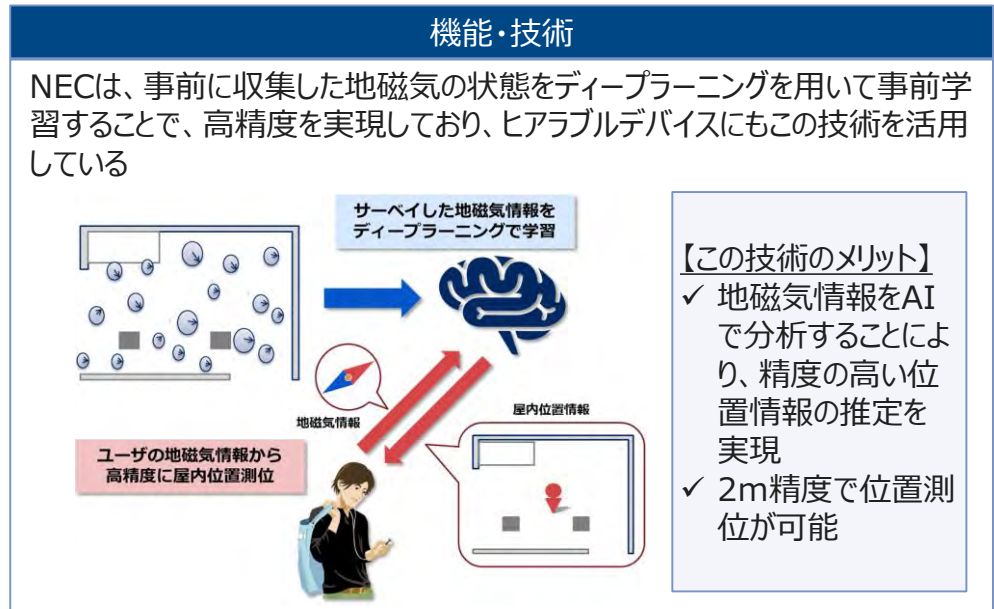 機能・技術
NECは、事前に収集した地磁気の状態をディープラーニングを用いて事前学
習することで、高精度を実現しており、ヒアラブルデバイスにもこの技術を活用
している
サーベイした地磁気情報を
ディープラーニングで学習
地磁気情報
屋内位置情報
ユーザの地磁気情報から
高精度に屋内位置測位
【この技術のメリット】
✓ 地磁気情報をAI
で分析することによ
り、精度の高い位
置情報の推定を
実現
✓ 2m精度で位置測
位が可能